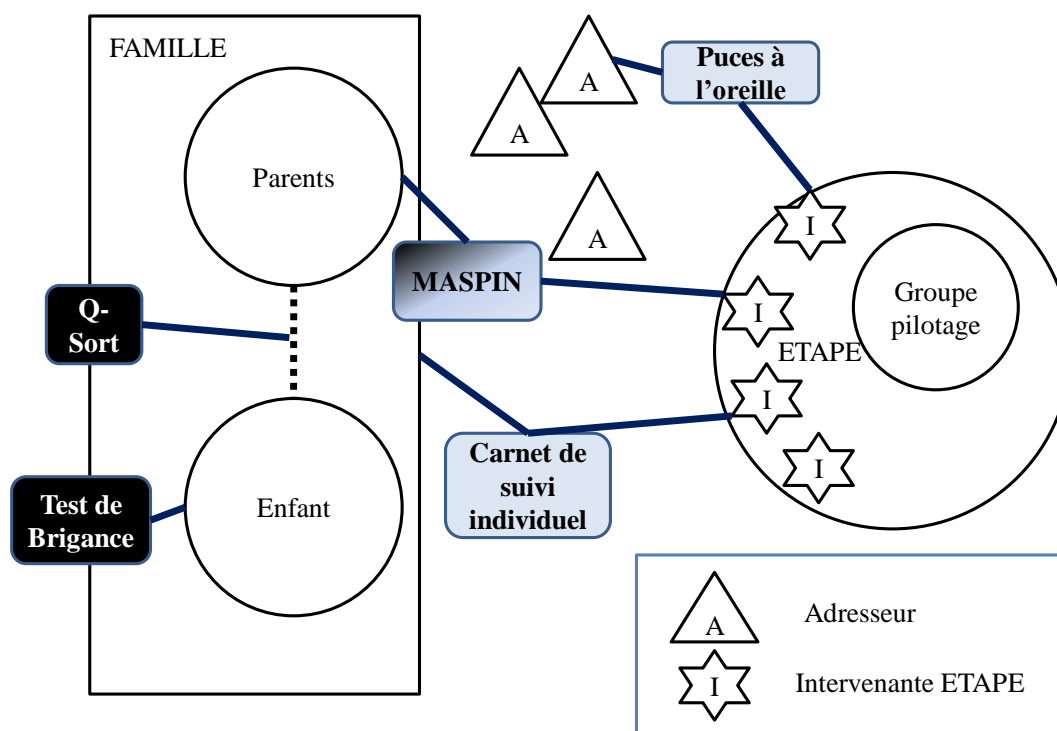 FAMILLE
Parents
Q-
Sort
Test de
Brigance
Enfant
MASPIN
Carnet de
suivi
individuel
A
A
A
Puces à
l’oreille
I
I
ETAPE
I
I
Groupe
pilotage
A
Adresseur
I
Intervenante ETAPE